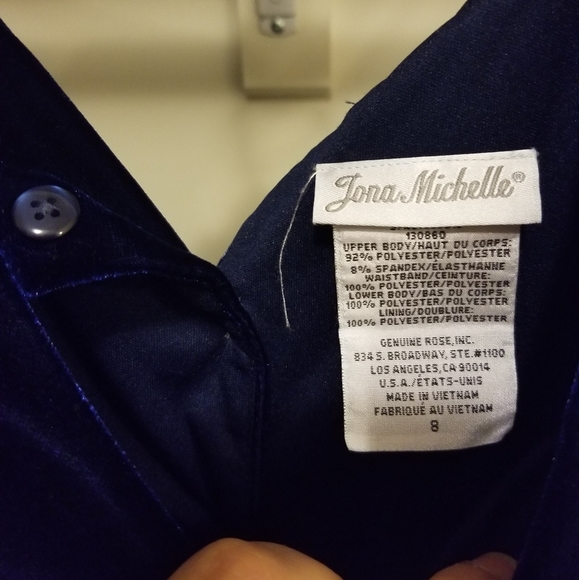 Jona Michelle®
130860
UPPER BODY/HAUT DU CORPS:
92% POLYESTER/POLYESTER
8% SPANDEX/ÉLASTHANNE
WAISTBAND/CEINTURE:
100% POLYESTER/POLYESTER
LOWER BODY/BAS DU CORPS:
100% POLYESTER/POLYESTER
LINING/DOUBLURE:
100% POLYESTER/POLYESTER
GENUINE ROSE, INC.
834 S. BROADWAY, STE.#1100
LOS ANGELES, CA 90014
U.S.A./ÉTATS-UNIS
MADE IN VIETNAM
FABRIQUÉ AU VIETNAM
8